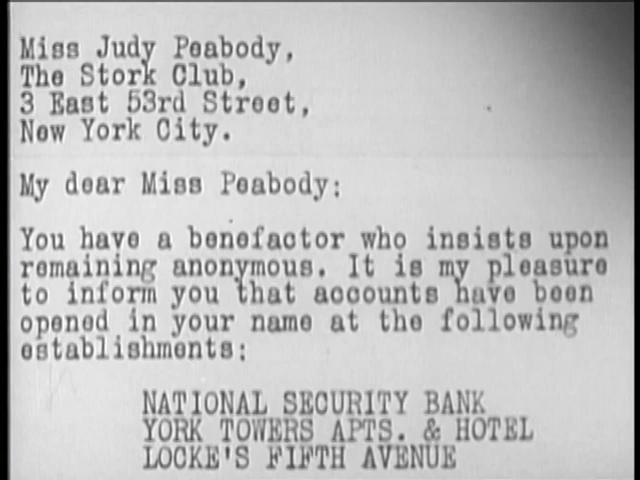 Miss Judy Peabody,
The Stork Club,
3 East 53rd Street,
New York City.
My dear Miss Peabody:
You have a benefactor who insists upon
remaining anonymous. It is my pleasure
to inform you that accounts have been
opened in your name at the following
establishments:
NATIONAL SECURITY BANK
YORK TOWERS APTS. & HOTEL
LOCKE'S FIFTH AVENUE